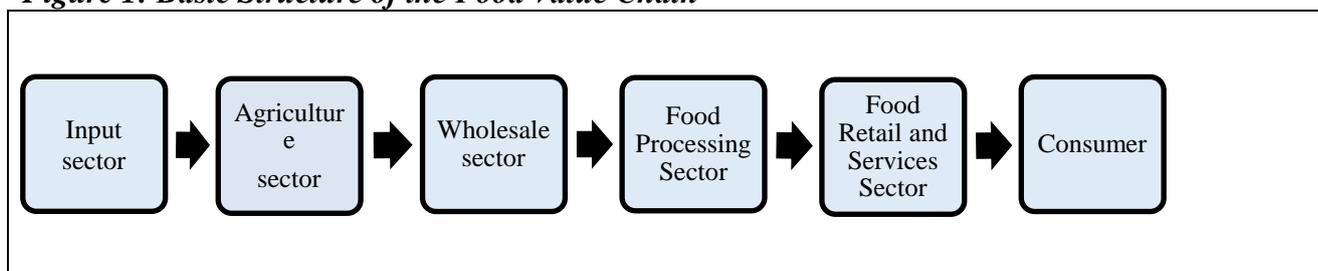 Figure 1: Basic Structure of the Food Value Chain
Input
sector
Agricultur
e
sector
Wholesale
sector
Food
Processing
Sector
Food
Retail and
Services
Sector
Consumer